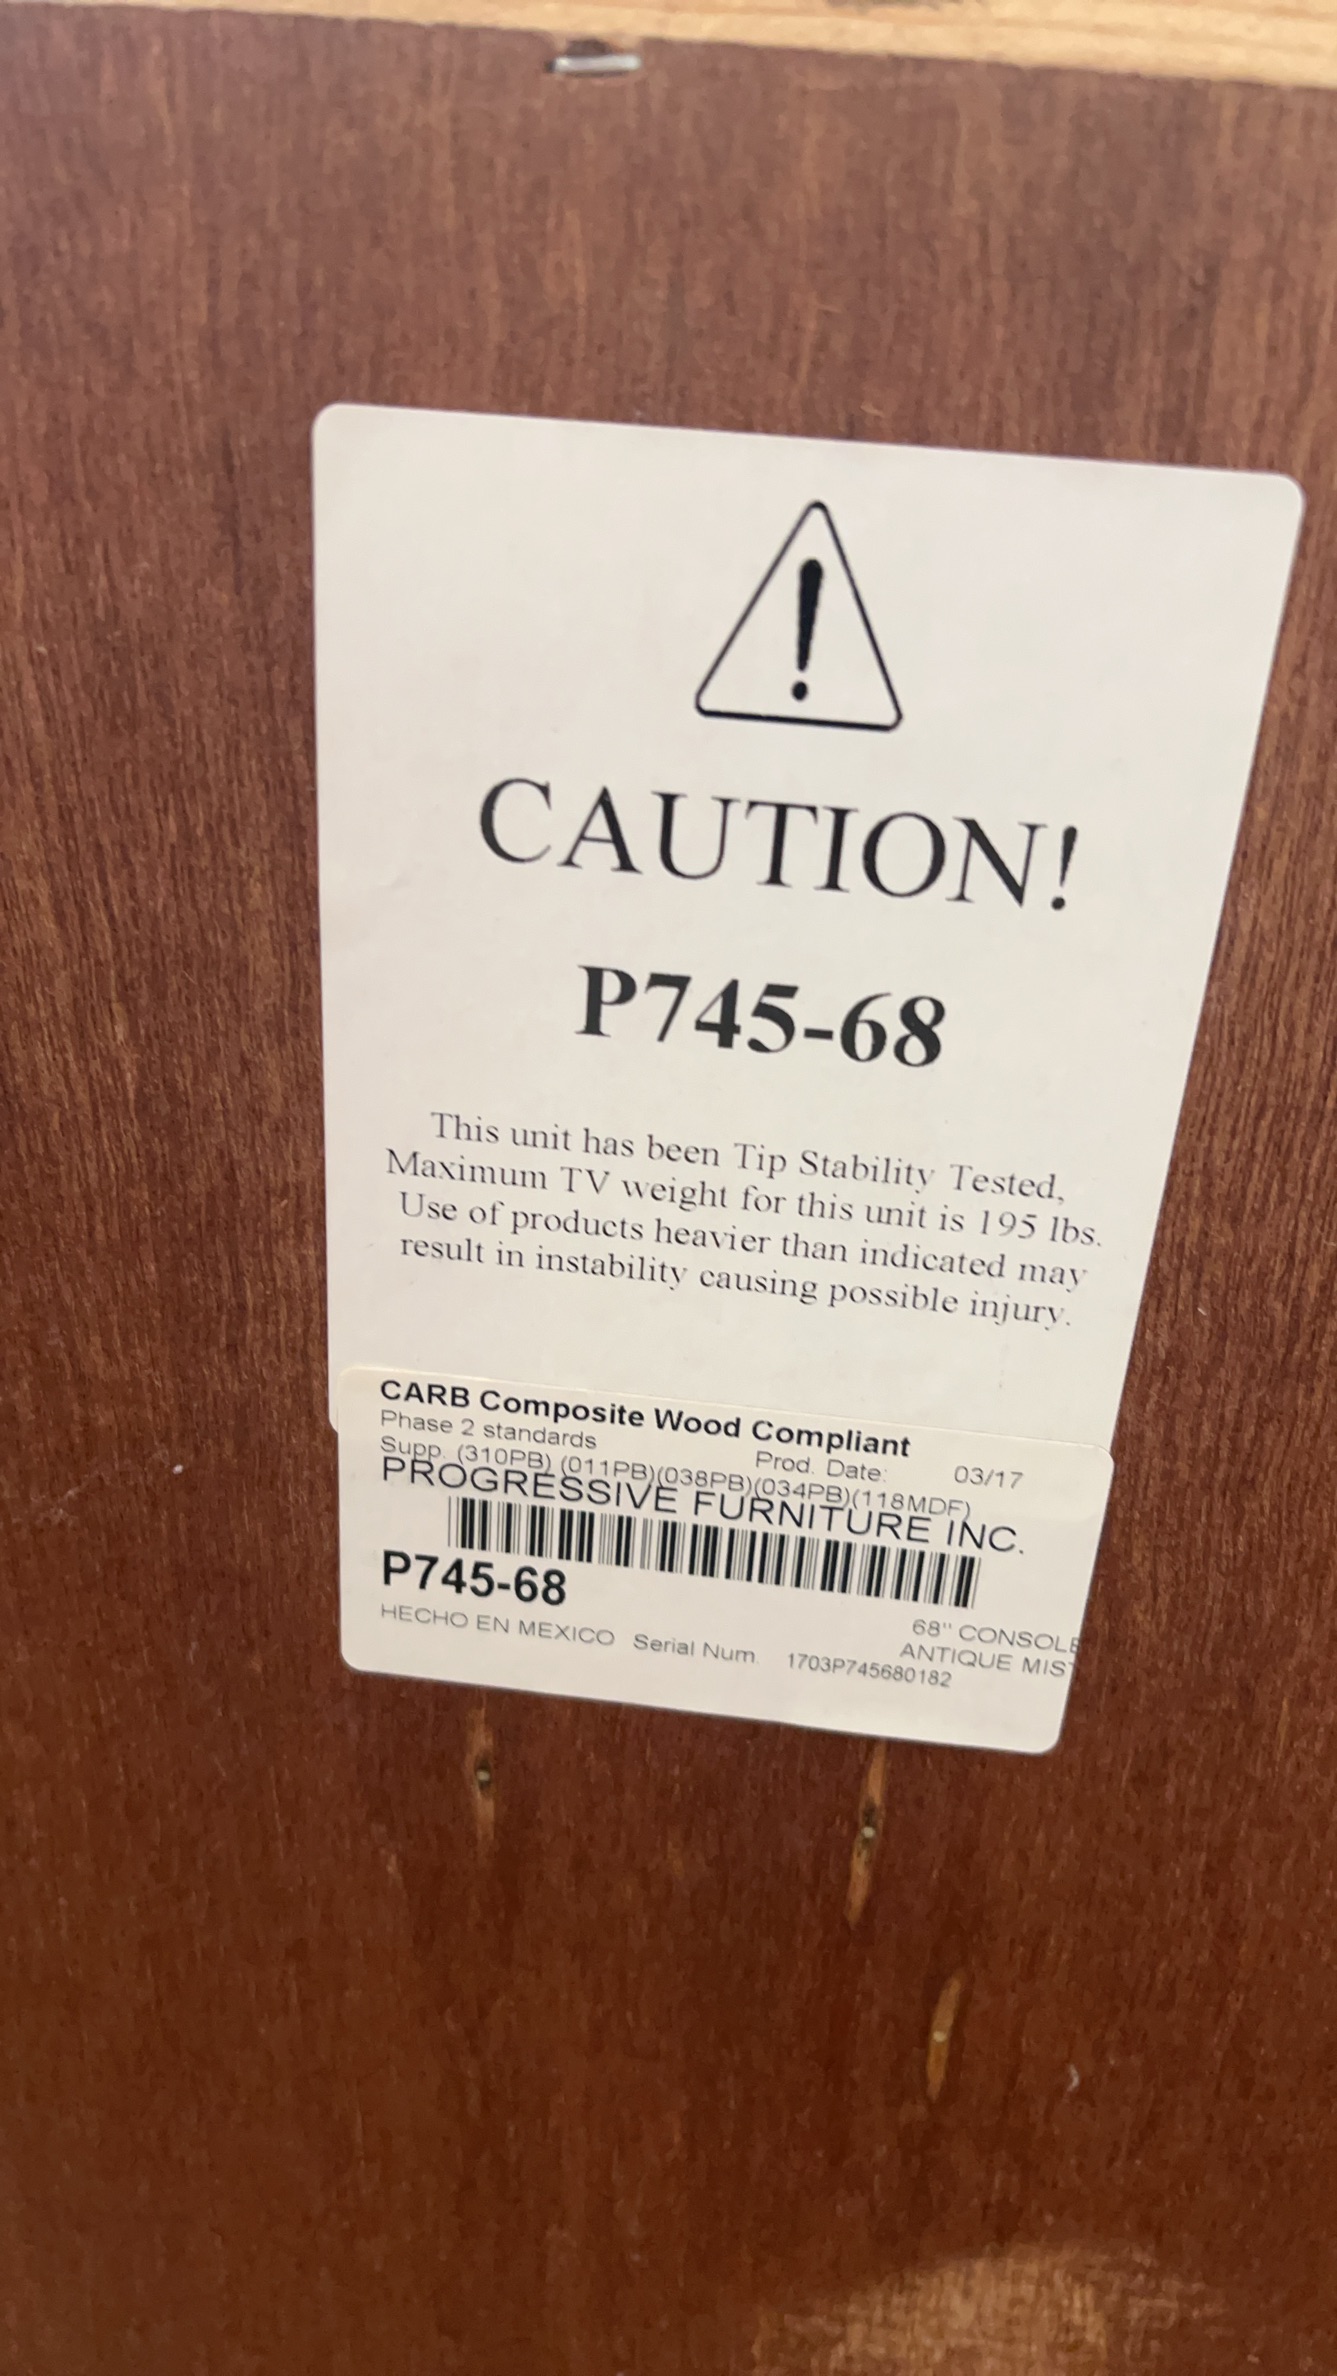 CAUTION!
P745-68
This unit has been Tip Stability Tested,
Maximum TV weight for this unit is 195 lbs.
Use of products heavier than indicated may
result in instability causing possible injury.
CARB Composite Wood Compliant
Phase 2 standards Prod. Date: 03/17
Supp. (310PB) (011PB)(038PB)(034PB)(118MDF)
PROGRESSIVE FURNITURE INC.
P745-68
68" CONSOLE
ANTIQUE MIST
HECHO EN MEXICO Serial Num. 1703P745680182